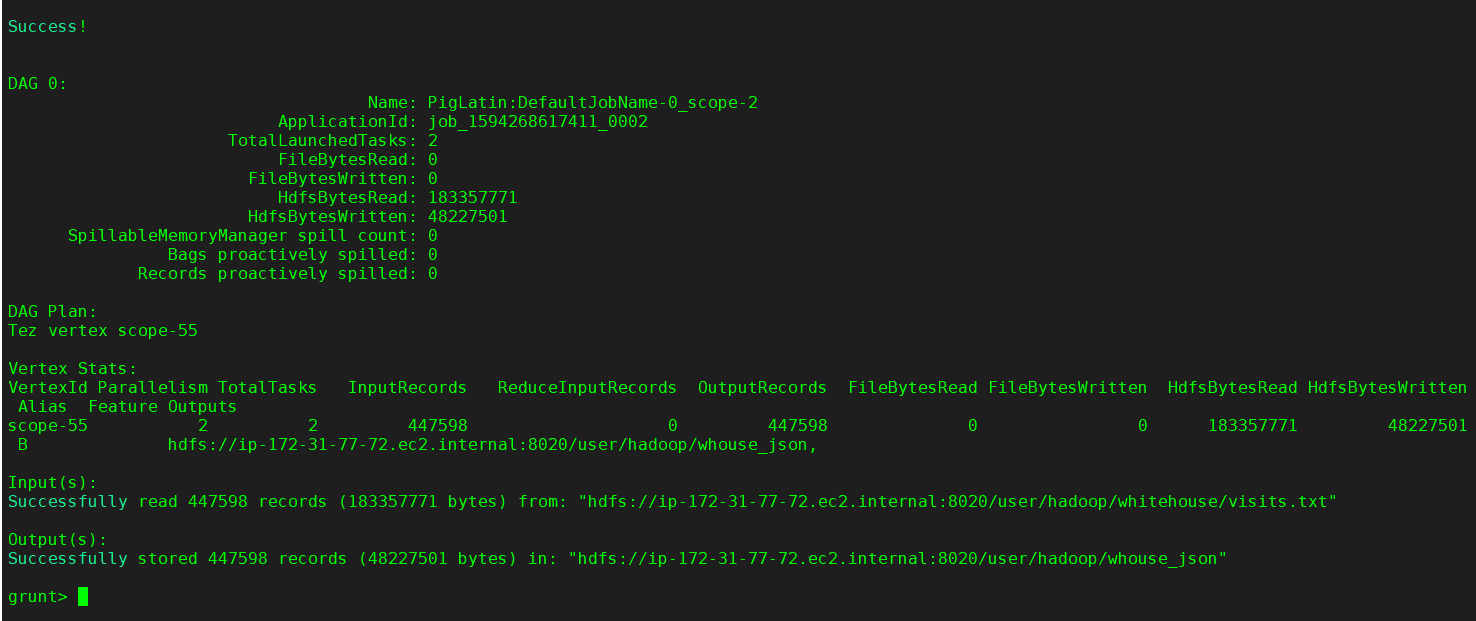 Success!
DAG 0:
Name: PigLatin:DefaultJobName-0_scope-2
ApplicationId: job_1594268617411_0002
TotalLaunchedTasks: 2
FileBytesRead: 0
FileBytesWritten: 0
HdfsBytesRead: 183357771
HdfsBytesWritten: 48227501
SpillableMemoryManager spill count: 0
Bags proactively spilled: 0
Records proactively spilled: 0
DAG Plan:
Tez vertex scope-55
Vertex Stats:
VertexId Parallelism TotalTasks InputRecords ReduceInputRecords OutputRecords FileBytesRead FileBytesWritten HdfsBytesRead HdfsBytesWritten
Alias Feature Outputs
scope-55 2 2 447598 0 447598 0 0 183357771 48227501
B hdfs://ip-172-31-77-72.ec2.internal:8020/user/hadoop/whouse_json,
Input(s):
Successfully read 447598 records (183357771 bytes) from: "hdfs://ip-172-31-77-72.ec2.internal:8020/user/hadoop/whitehouse/visits.txt"
Output(s):
Successfully stored 447598 records (48227501 bytes) in: "hdfs://ip-172-31-77-72.ec2.internal:8020/user/hadoop/whouse_json"
grunt>